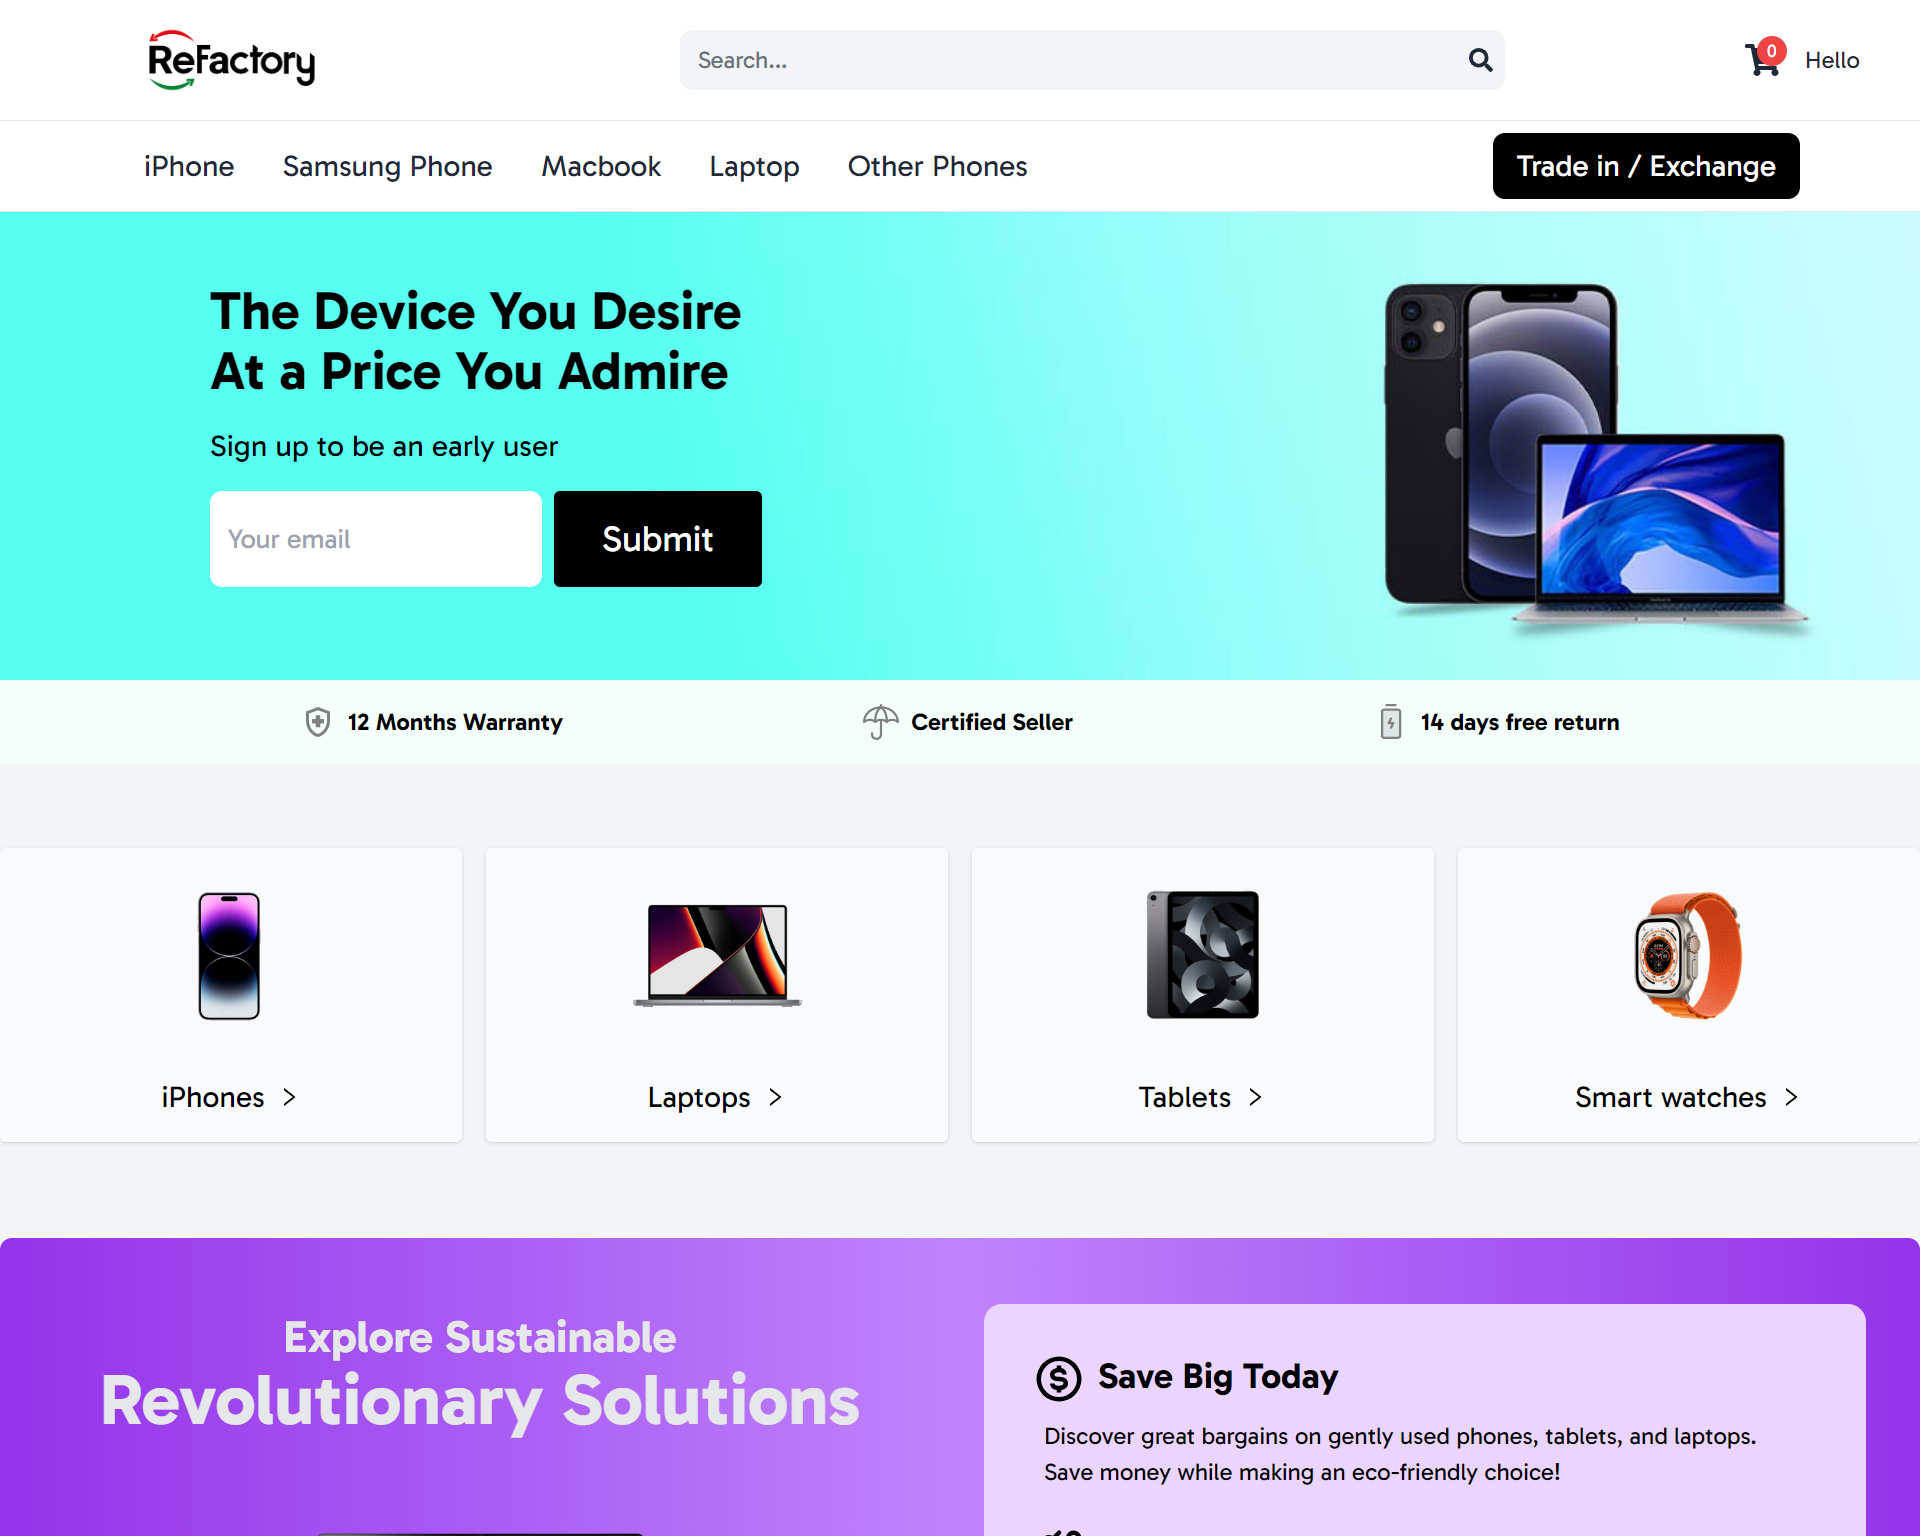 ReFactory
Search...
0
Hello
iPhone
Samsung Phone
Macbook
Laptop
Other Phones
Trade in / Exchange
The Device You Desire
At a Price You Admire
Sign up to be an early user
Your email
Submit
12 Months Warranty
Certified Seller
14 days free return
iPhones
Laptops
Tablets
Smart watches
Explore Sustainable
Revolutionary Solutions
Save Big Today
Discover great bargains on gently used phones, tablets, and laptops.
Save money while making an eco-friendly choice!